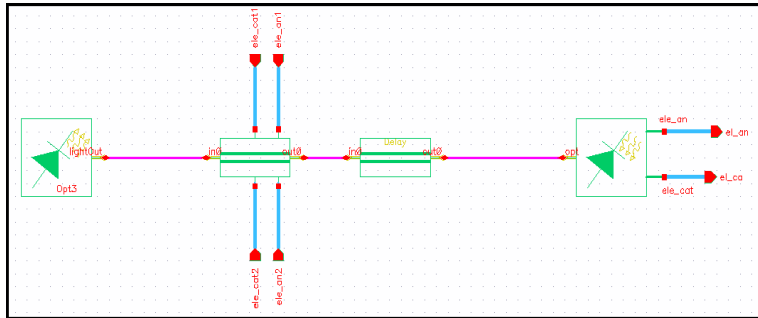 ele_cat1
ele_an1
lightOut
Opt3
in0
out0
Delay
in0
out0
opt
ele_an
el_an
el_ca
ele_cat
ele_cat2
ele_an2